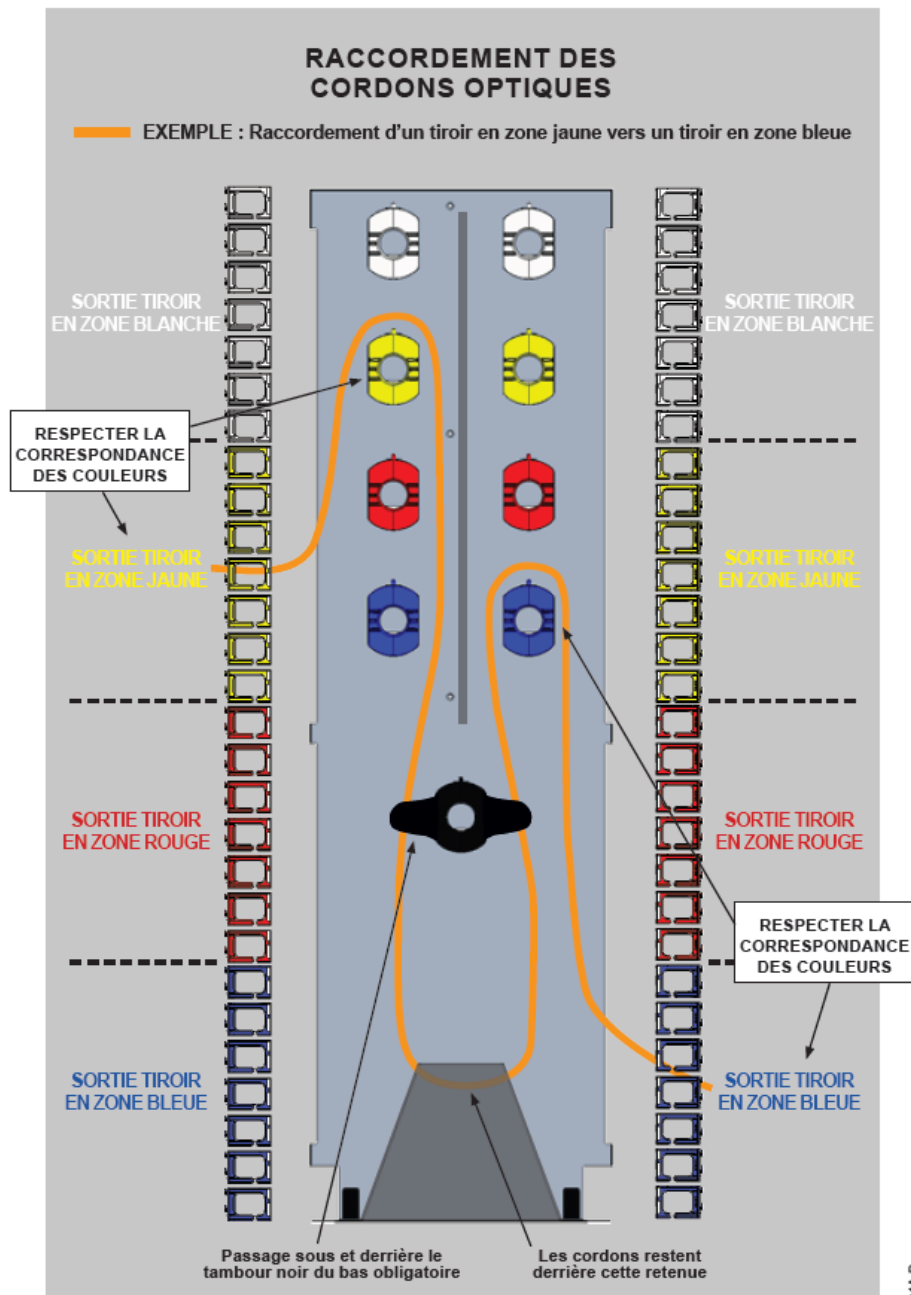 RACCORDEMENT DES
CORDONS OPTIQUES
EXEMPLE : Raccordement d'un tiroir en zone jaune vers un tiroir en zone bleue
SORTIE TIROIR
EN ZONE BLANCHE
SORTIE TIROIR
EN ZONE BLANCHE
RESPECTER LA
CORRESPONDANCE
DES COULEURS
SORTIE TIROIR
EN ZONE JAUNE
SORTIE TIROIR
EN ZONE JAUNE
SORTIE TIROIR
EN ZONE ROUGE
SORTIE TIROIR
EN ZONE ROUGE
RESPECTER LA
CORRESPONDANCE
DES COULEURS
SORTIE TIROIR
EN ZONE BLEUE
SORTIE TIROIR
EN ZONE BLEUE
Passage sous et derrière le
tambour noir du bas obligatoire
Les cordons restent
derrière cette retenue